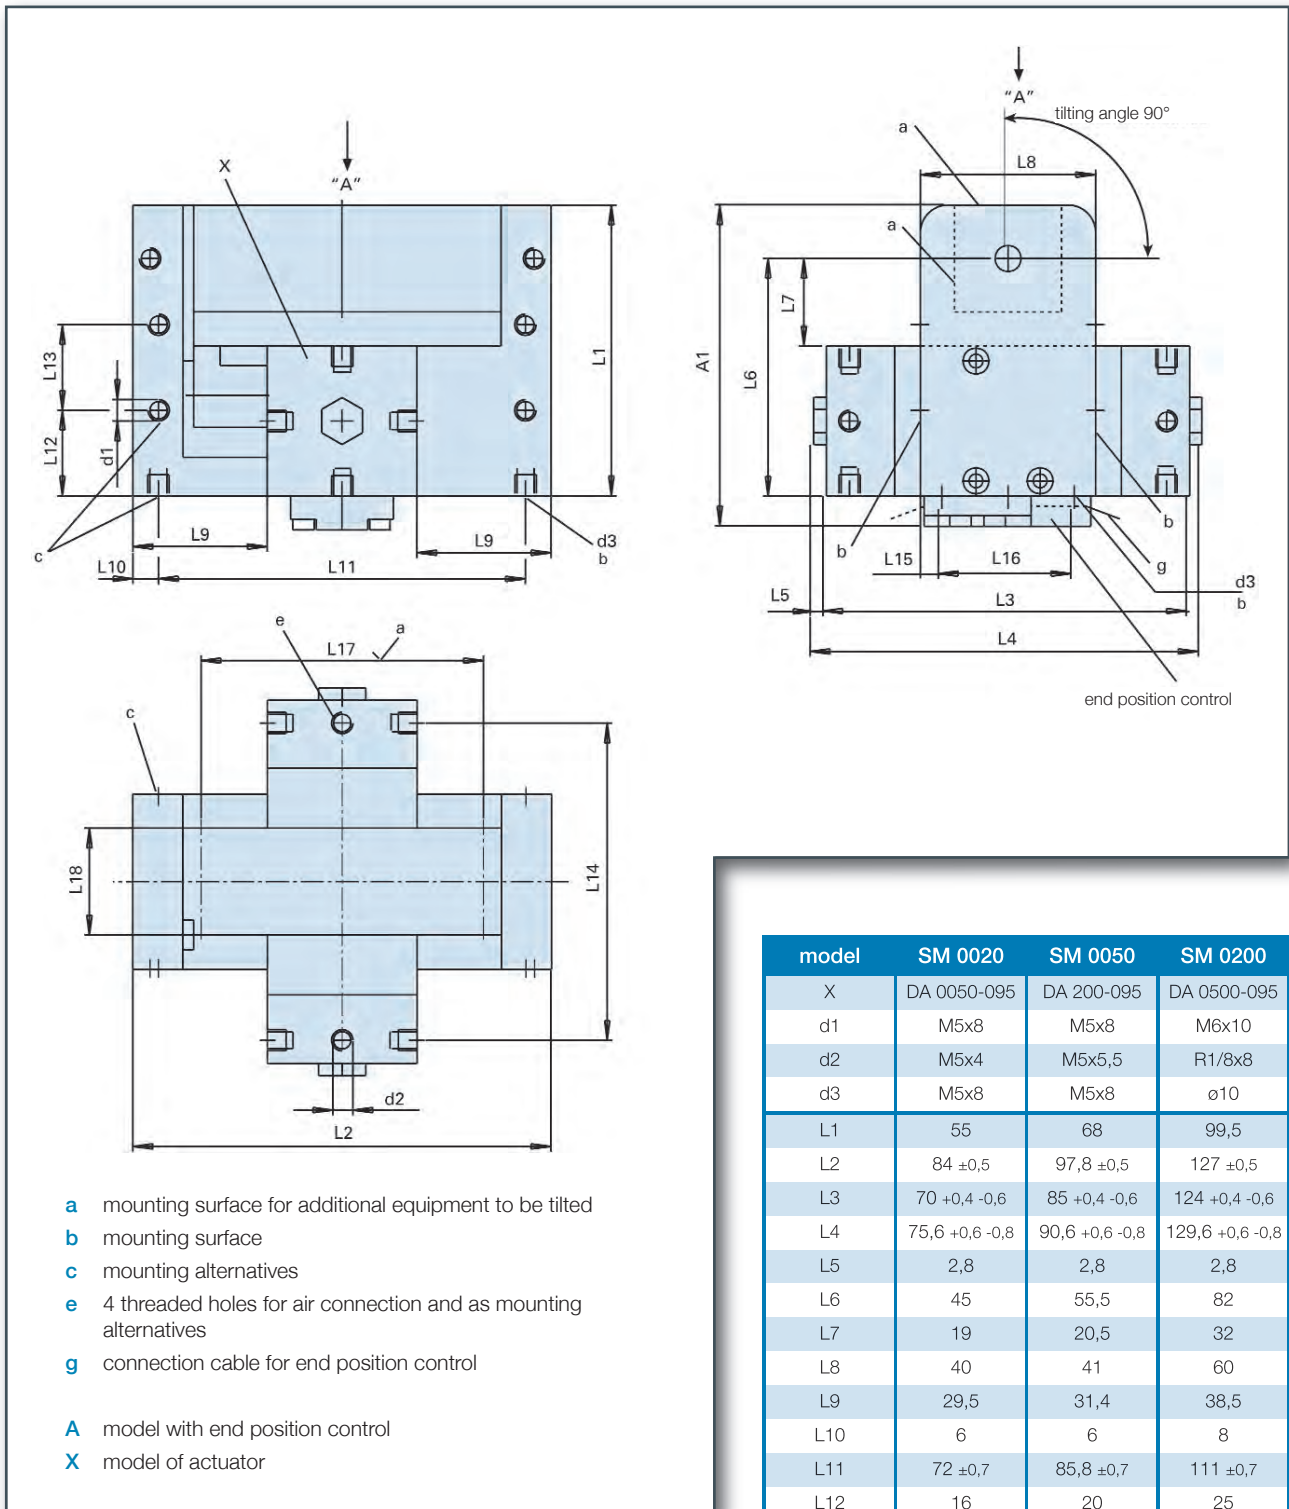 "A"
X
"A"
tilting angle 90°
a
L8
a
L7
L6
A1
L1
L13
L12
d1
c
L9
L9
d3
b
L10
L11
b
b
g
L15
L16
d3
b
L5
L3
L4
end position control
e
L17
a
c
L18
L14
d2
L2
a mounting surface for additional equipment to be tilted
b mounting surface
c mounting alternatives
e 4 threaded holes for air connection and as mounting
alternatives
g connection cable for end position control
A model with end position control
X model of actuator
model SM 0020 SM 0050 SM 0200
X DA 0050-095 DA 200-095 DA 0500-095
d1 M5x8 M5x8 M6x10
d2 M5x4 M5x5,5 R1/8x8
d3 M5x8 M5x8 ø10
L1 55 68 99,5
L2 84 ±0,5 97,8 ±0,5 127 ±0,5
L3 70 +0,4 -0,6 85 +0,4 -0,6 124 +0,4 -0,6
L4 75,6 +0,6 -0,8 90,6 +0,6 -0,8 129,6 +0,6 -0,8
L5 2,8 2,8 2,8
L6 45 55,5 82
L7 19 20,5 32
L8 40 41 60
L9 29,5 31,4 38,5
L10 6 6 8
L11 72 ±0,7 85,8 ±0,7 111 ±0,7
L12 16 20 25